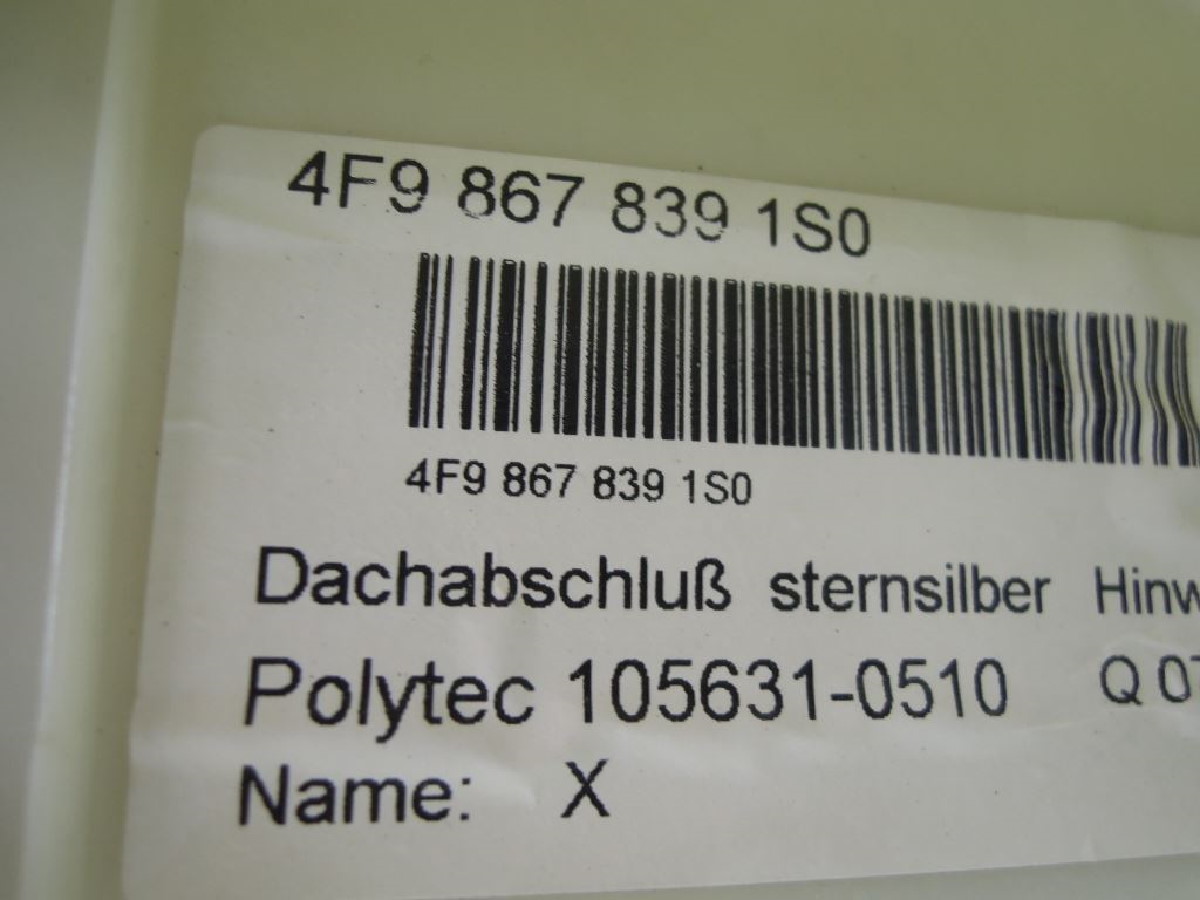 4F9 867 839 1S0
4F9 867 839 1S0
Dachabschluß sternsilber
Polytec 105631-0510 Q
Name: X